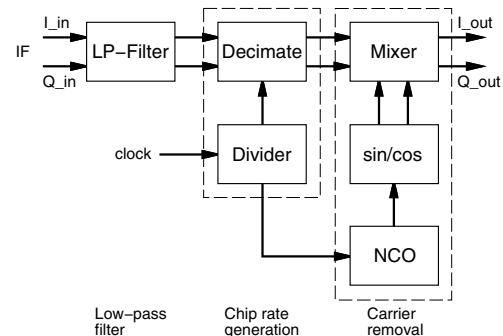 I_in
I_out
IF
LP-Filter
Decimate
Mixer
Q_in
Q_out
clock
Divider
sin/cos
NCO
Low-pass
filter
Chip rate
generation
Carrier
removal